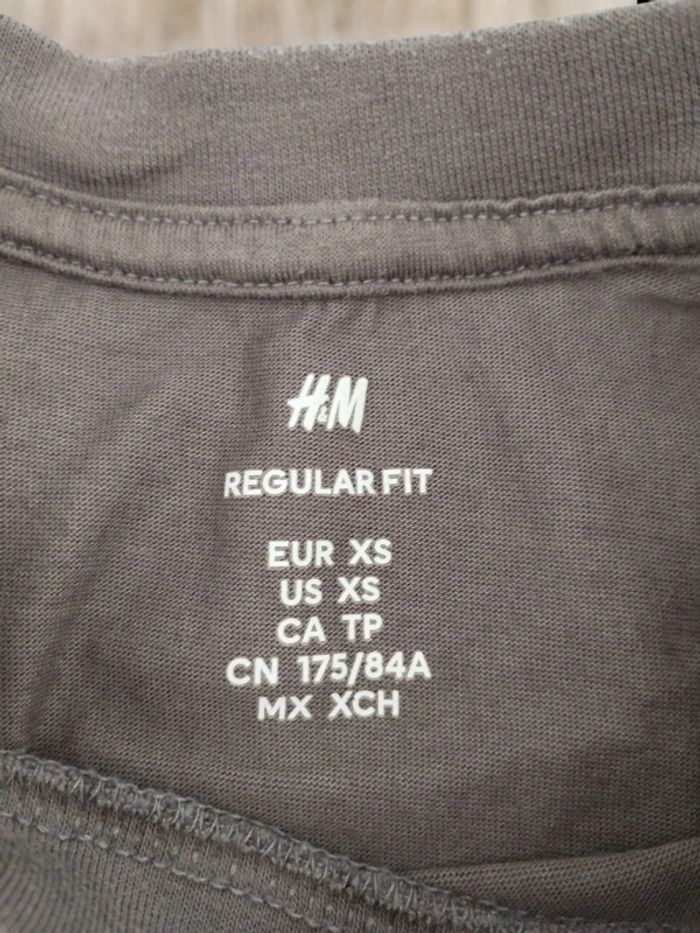 H&M
REGULAR FIT
EUR XS
US XS
CA TP
CN 175/84A
MX XCH